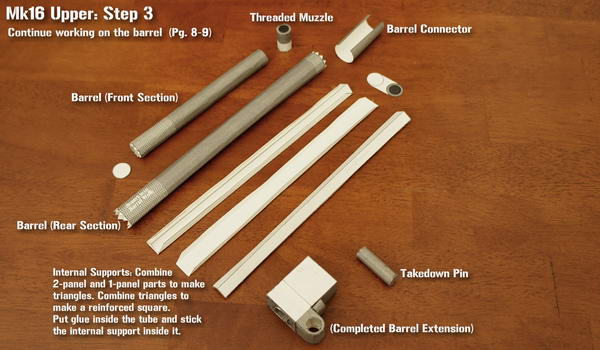 Mk16 Upper: Step 3
Continue working on the barrel (Pg. 8-9)
Threaded Muzzle
Barrel Connector
Barrel (Front Section)
Barrel (Rear Section)
Internal Supports: Combine
2-panel and 1-panel parts to make
triangles. Combine triangles to
make a reinforced square.
Put glue inside the tube and stick
the internal support inside it.
Takedown Pin
(Completed Barrel Extension)